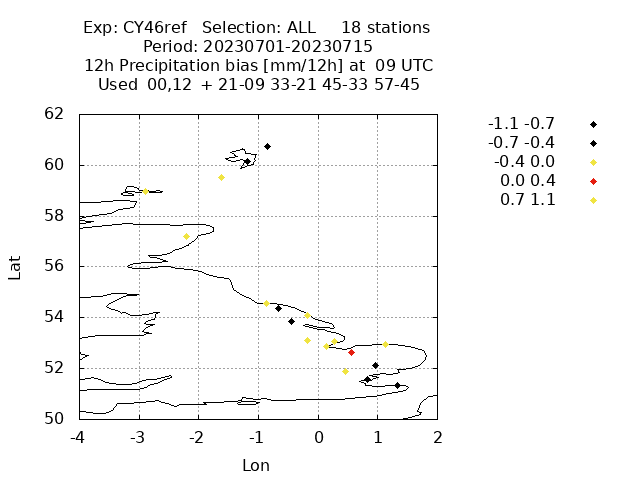 Exp: CY46ref   Selection: ALL     18 stations
Period: 20230701-20230715
12h Precipitation bias [mm/12h] at  09 UTC
Used  00,12  + 21-09 33-21 45-33 57-45
62
60
58
56
54
52
50
-4 -3 -2 -1 0 1 2
Lat
Lon
-1.1 -0.7
-0.7 -0.4
-0.4 0.0
0.0 0.4
0.7 1.1